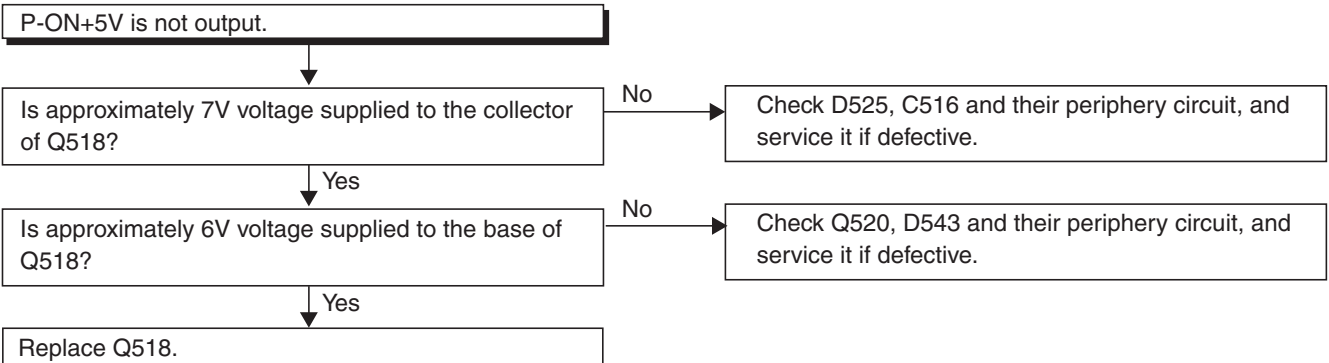 P-ON+5V is not output.
Is approximately 7V voltage supplied to the collector
of Q518?
No
Check D525, C516 and their periphery circuit, and
service it if defective.
Yes
Is approximately 6V voltage supplied to the base of
Q518?
No
Check Q520, D543 and their periphery circuit, and
service it if defective.
Yes
Replace Q518.